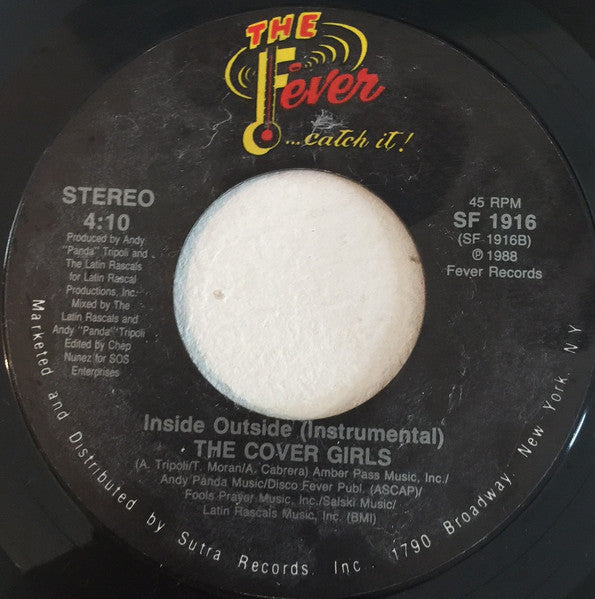 THE
Fever
...catch it!
STEREO
4:10
Produced by Andy
"Panda" Tripoli and
The Latin Rascals
for Latin Rascal
Productions, Inc.
Mixed by The
Latin Rascals and
Andy "Panda" Tripoli
Edited by Chep
Nunez for SOS
Enterprises
45 RPM
SF 1916
(SF 1916B)
℗ 1988
Fever Records
Inside Outside (Instrumental)
THE COVER GIRLS
(A. Tripoli/T. Moran/A. Cabrera) Amber Pass Music, Inc./
Andy Panda Music/Disco Fever Publ. (ASCAP)/
Fools Prayer Music, Inc./Salski Music/
Latin Rascals Music, Inc. (BMI)
Marketed and Distributed by Sutra Records, Inc., 1790 Broadway, New York, NY